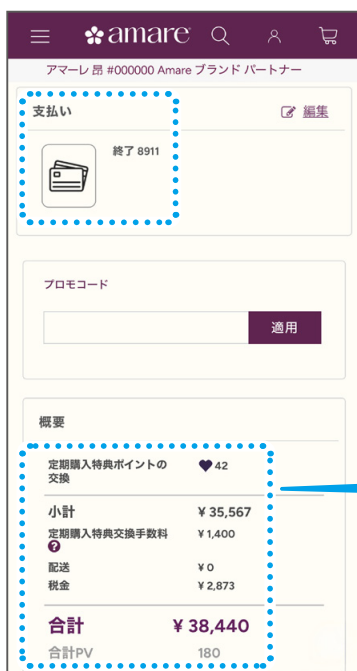 amare
アマーレ 昂 #000000 Amare ブランド パートナー
支払い
編集
終了 8911
プロモコード
適用
概要
定期購入特典ポイントの
交換
42
小計 ¥ 35,567
定期購入特典交換手数料 ¥ 1,400
?
配送 ¥ 0
税金 ¥ 2,873
合計 ¥ 38,440
合計PV 180